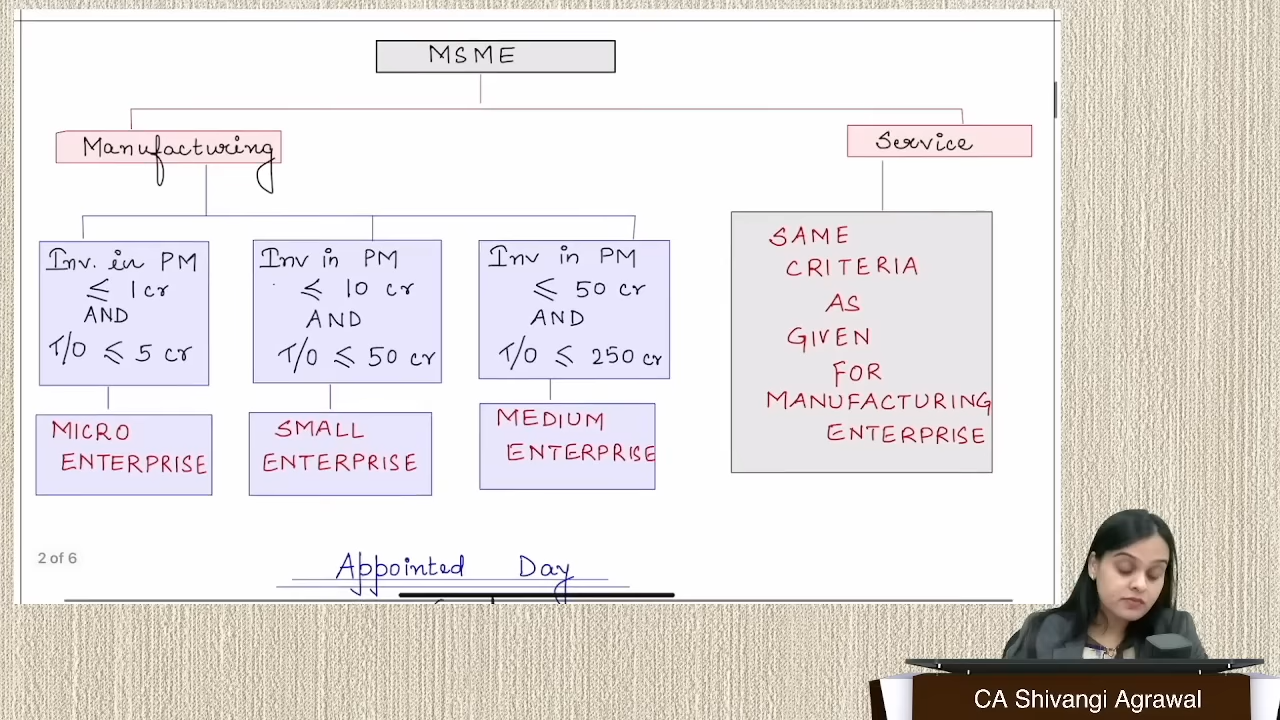 MSME
Manufacturing
Service
Inv. in PM
≤ 1 cr
AND
T/O ≤ 5 cr
MICRO
ENTERPRISE
Inv in PM
≤ 10 cr
AND
T/O ≤ 50 cr
SMALL
ENTERPRISE
Inv in PM
≤ 50 cr
AND
T/O ≤ 250 cr
MEDIUM
ENTERPRISE
SAME
CRITERIA
AS
GIVEN
FOR
MANUFACTURING
ENTERPRISE
2 of 6
Appointed Day
CA Shivangi Agrawal